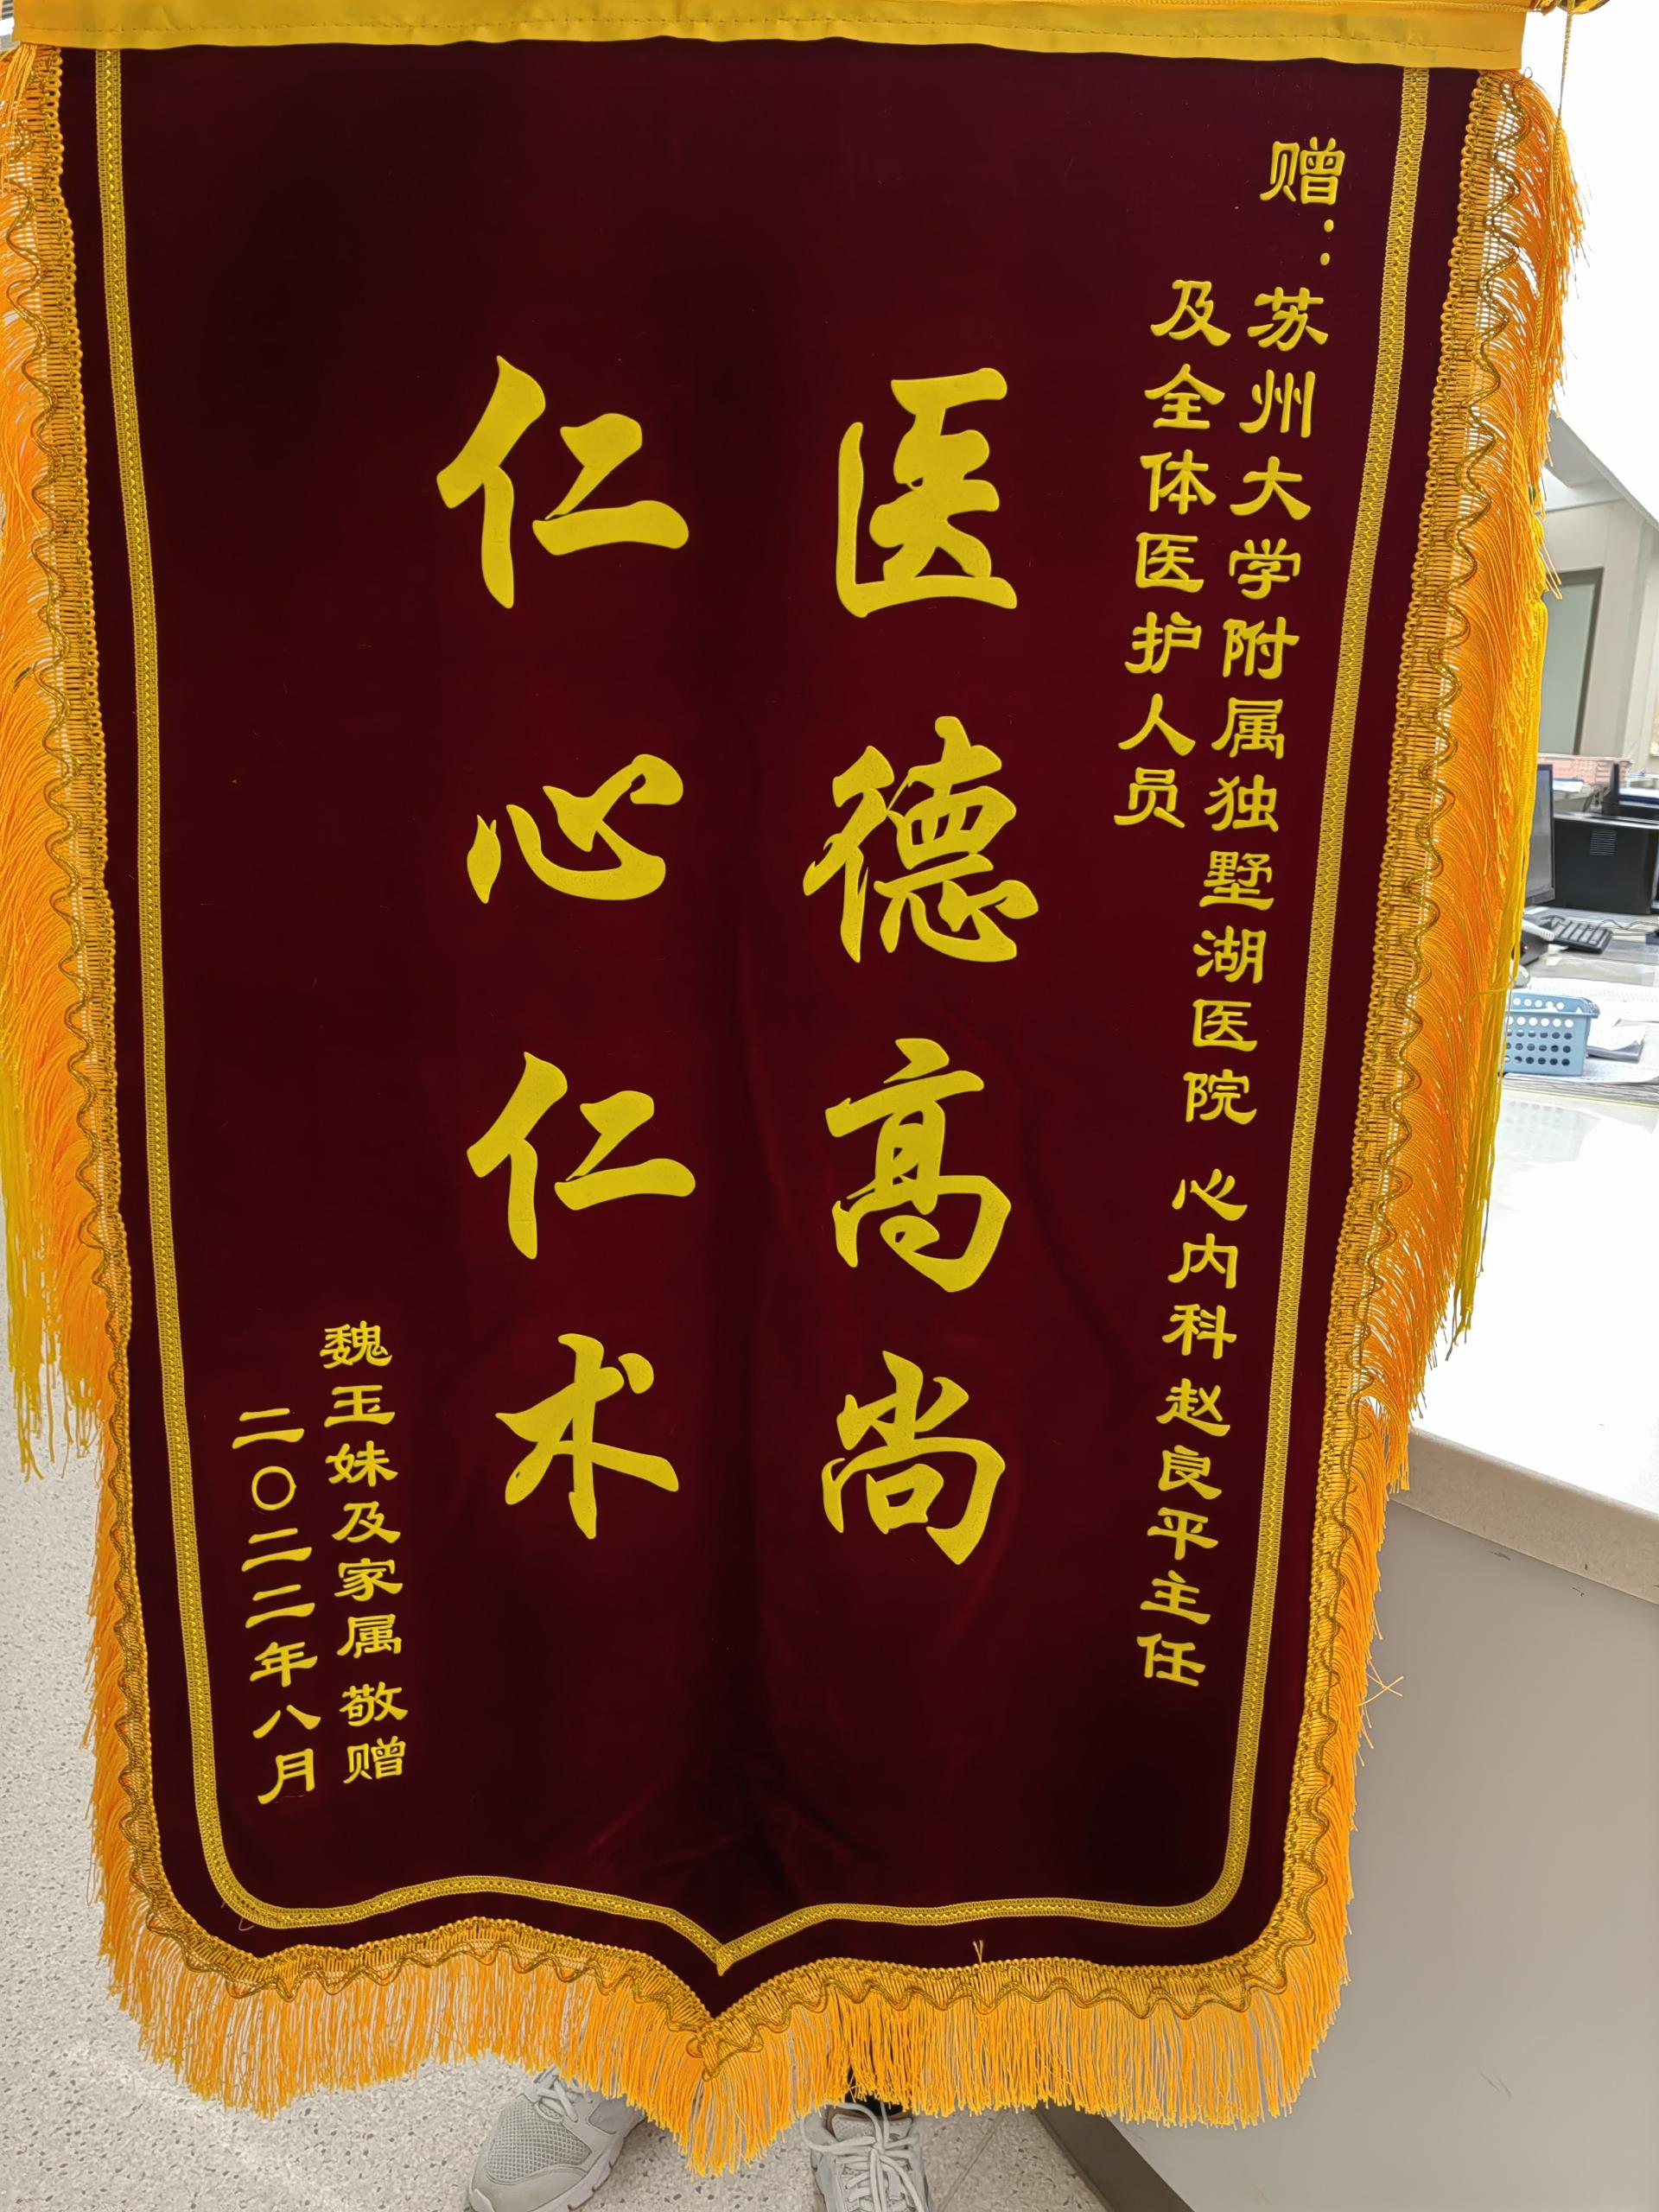 赠：苏州大学附属独墅湖医院 心内科赵良平主任
及全体医护人员
医德高尚
仁心仁术
魏玉妹及家属 敬赠
二〇二二年八月